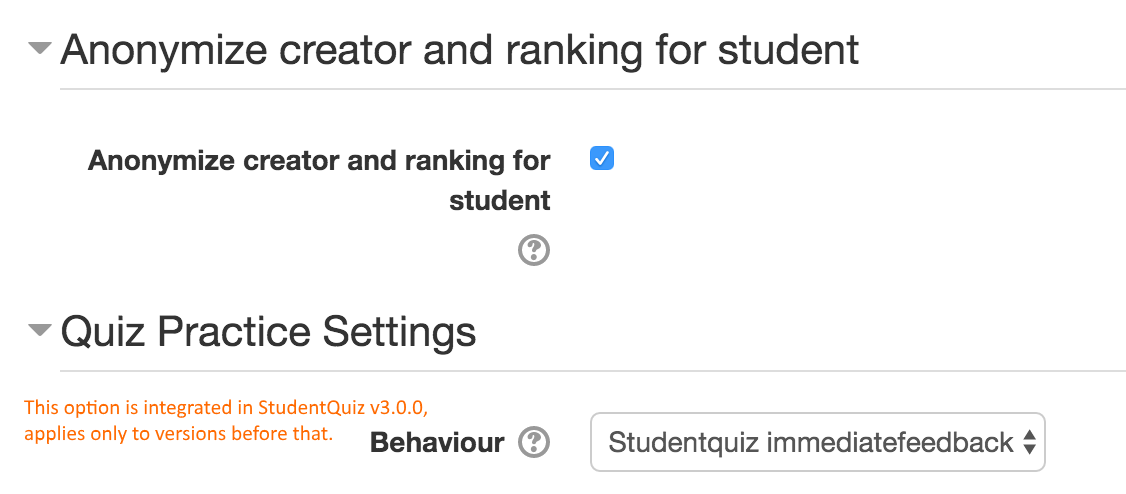 Anonymize creator and ranking for student
Anonymize creator and ranking for
student
?
Quiz Practice Settings
This option is integrated in StudentQuiz v3.0.0,
applies only to versions before that.
Behaviour ? Studentquiz immediatefeedback